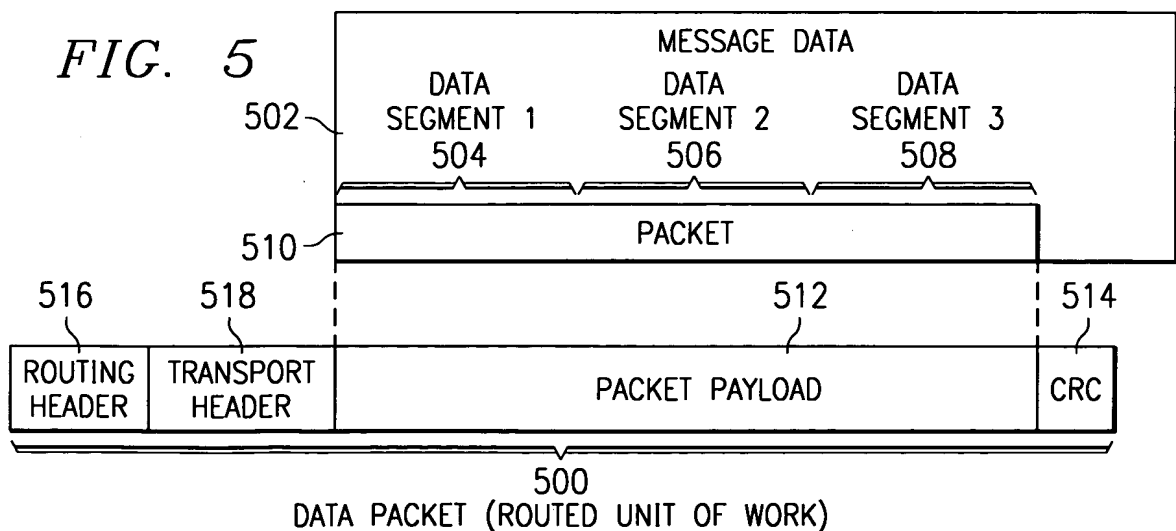 FIG. 5
MESSAGE DATA
DATA SEGMENT 1
504
DATA SEGMENT 2
506
DATA SEGMENT 3
508
502
510
PACKET
516
518
512
514
ROUTING HEADER
TRANSPORT HEADER
PACKET PAYLOAD
CRC
500
DATA PACKET (ROUTED UNIT OF WORK)